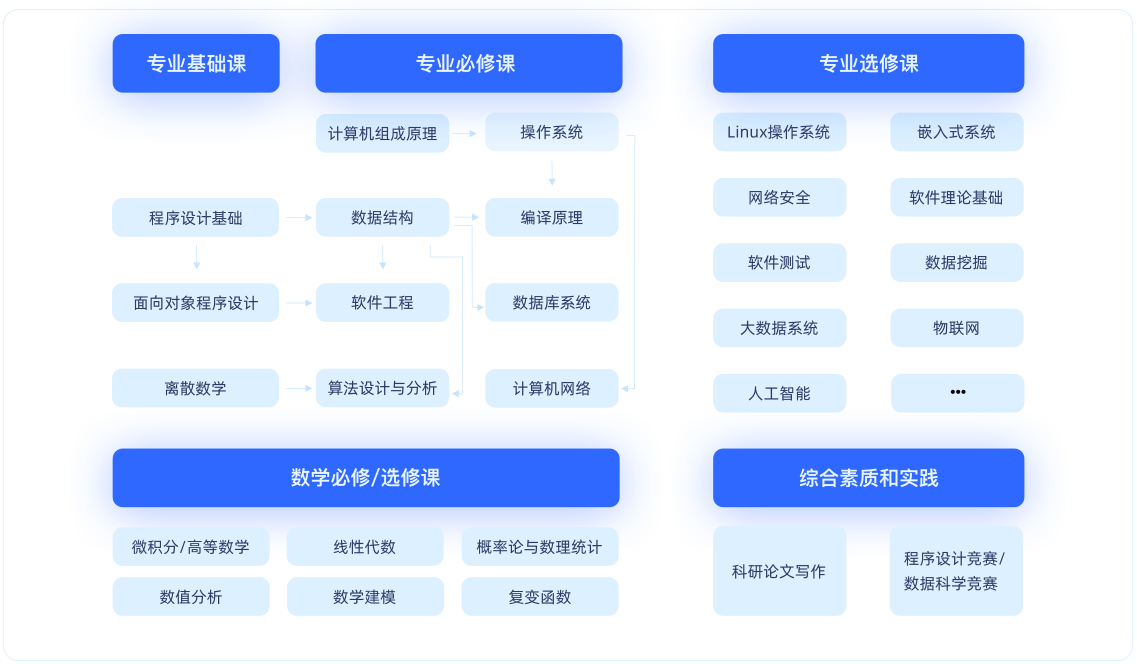 专业基础课
专业必修课
专业选修课
计算机组成原理
操作系统
Linux操作系统
嵌入式系统
网络安全
软件理论基础
程序设计基础
数据结构
编译原理
软件测试
数据挖掘
面向对象程序设计
软件工程
数据库系统
大数据系统
物联网
离散数学
算法设计与分析
计算机网络
人工智能
•••
数学必修/选修课
综合素质和实践
微积分/高等数学
线性代数
概率论与数理统计
科研论文写作
程序设计竞赛/
数据科学竞赛
数值分析
数学建模
复变函数